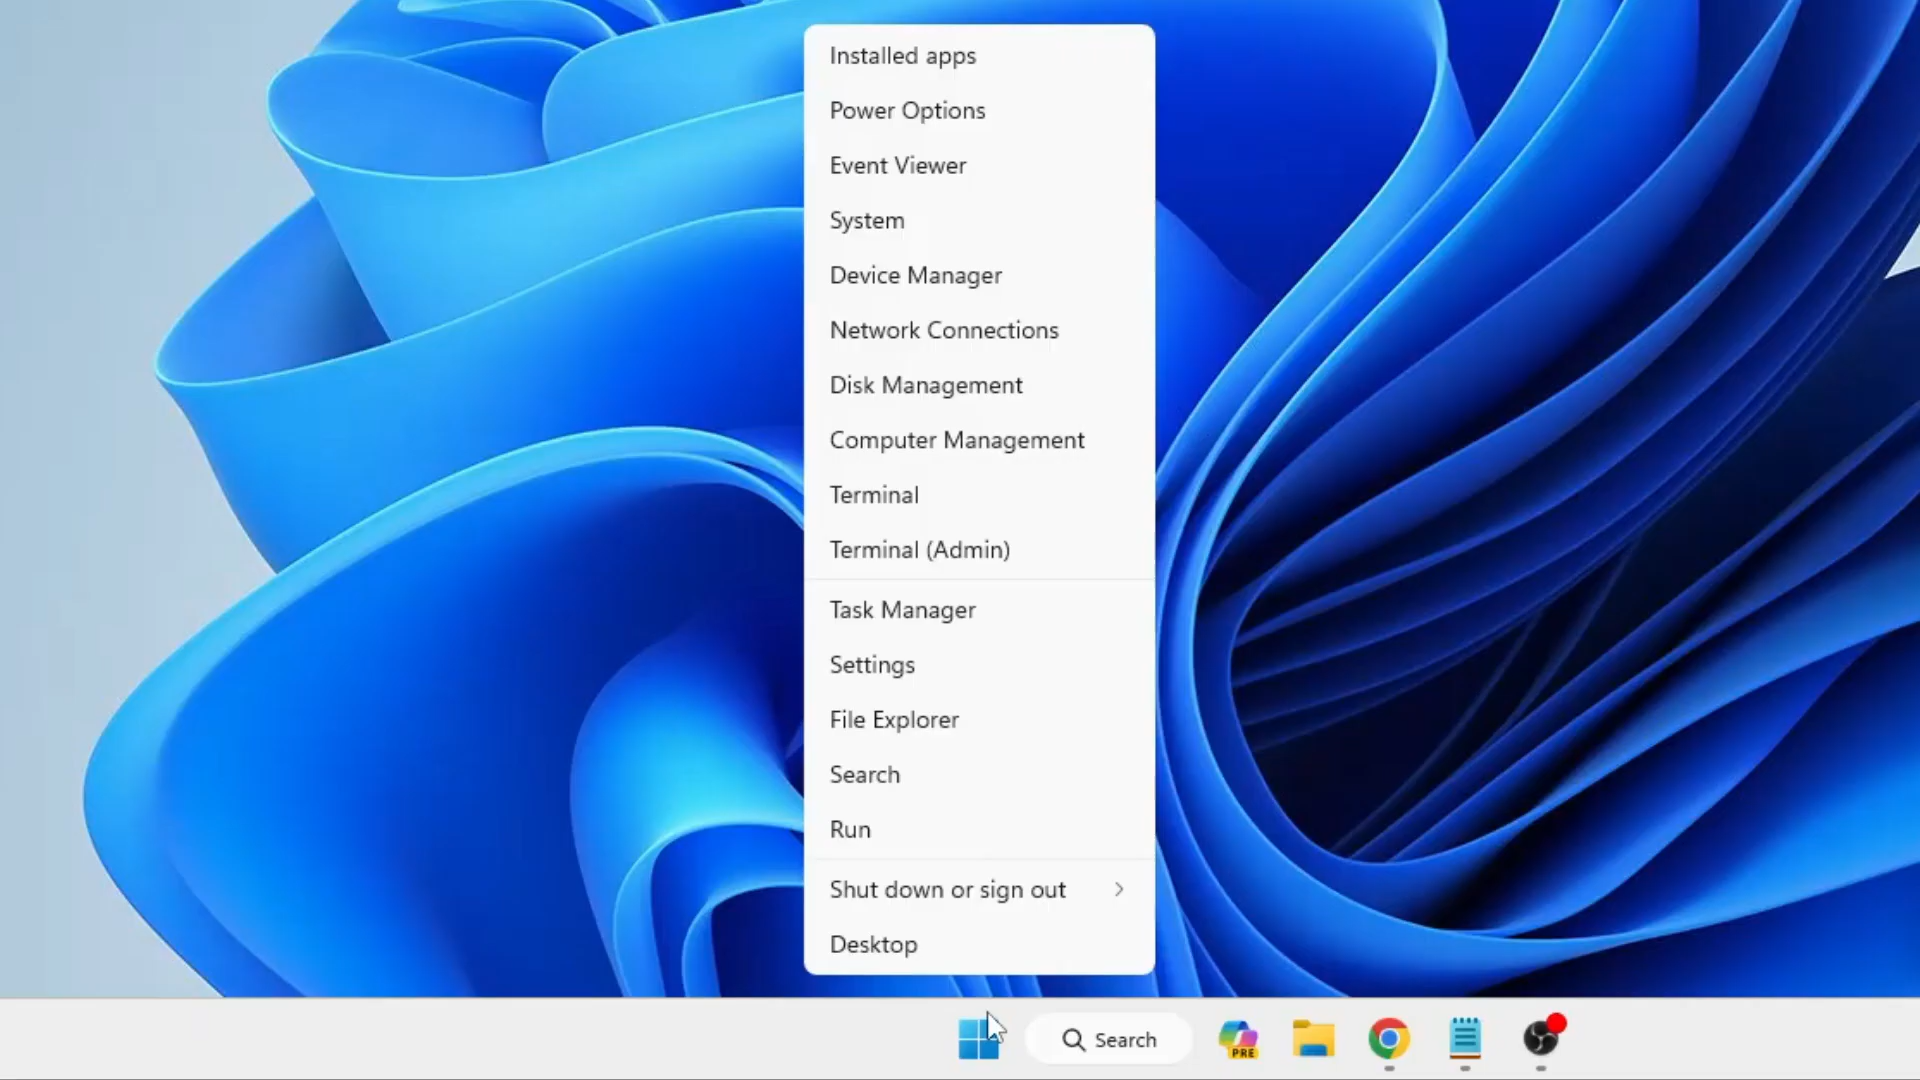 Installed apps
Power Options
Event Viewer
System
Device Manager
Network Connections
Disk Management
Computer Management
Terminal
Terminal (Admin)
Task Manager
Settings
File Explorer
Search
Run
Shut down or sign out
Desktop
Search
PRE